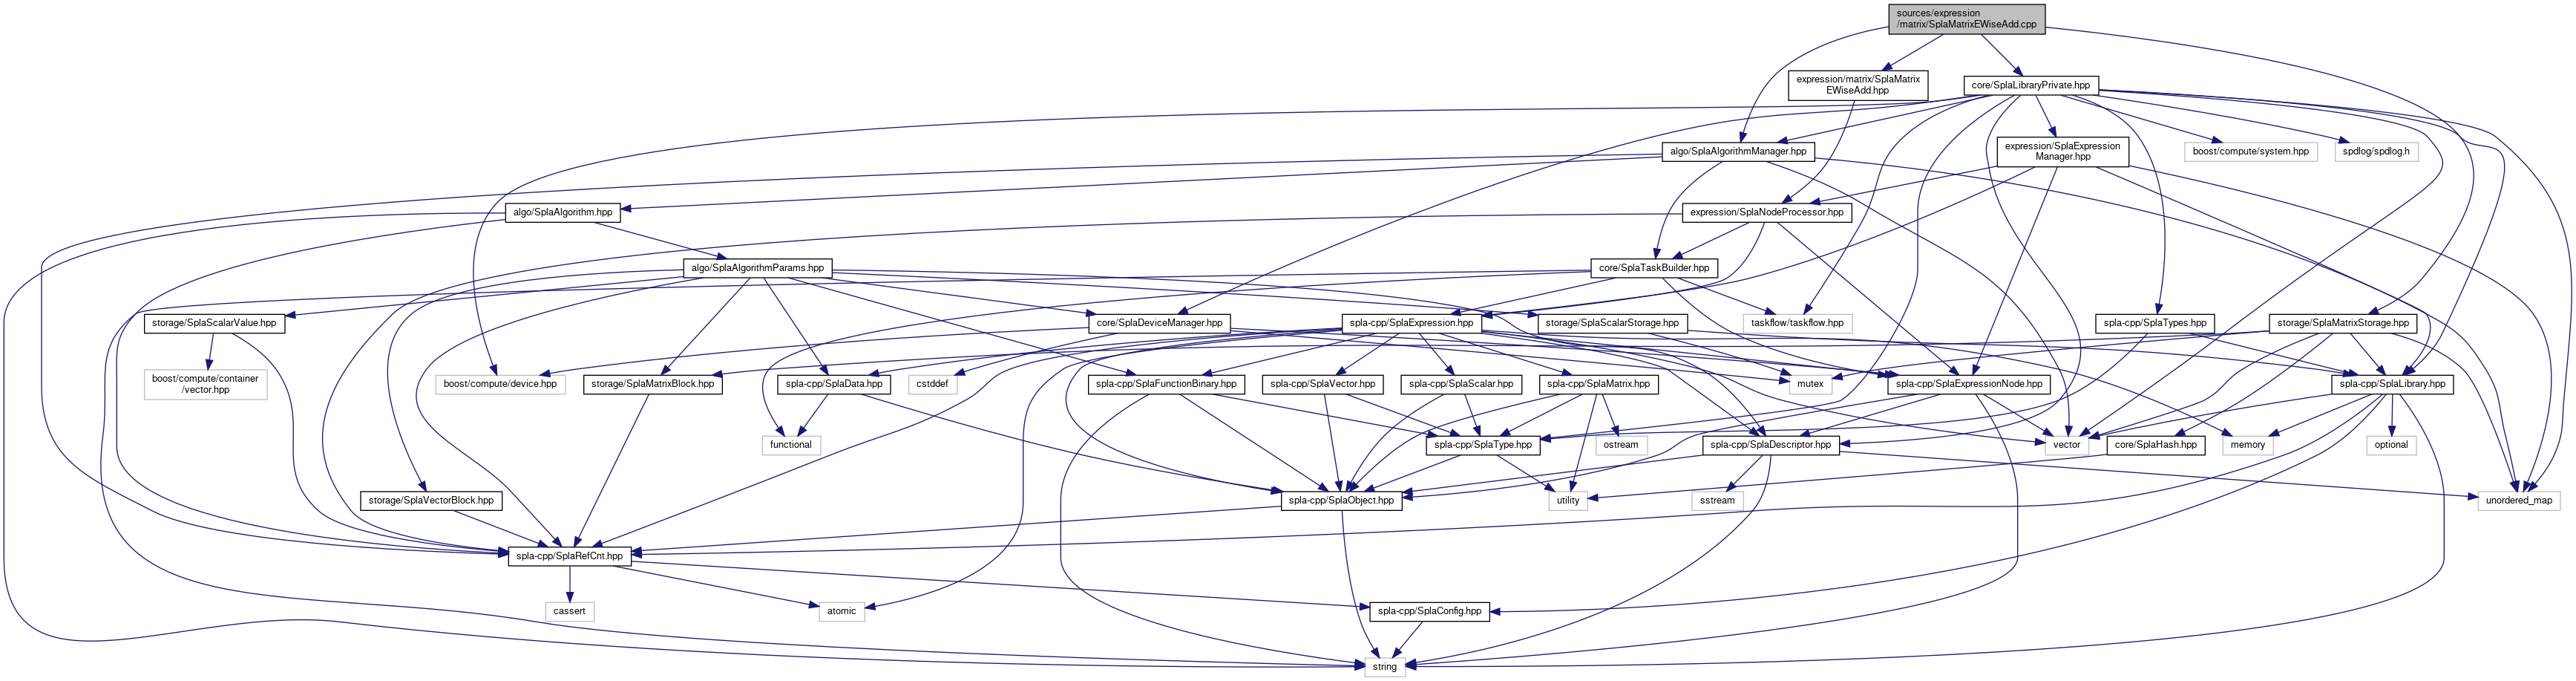 sources/expression
/matrix/SplaMatrixEWiseAdd.cpp
expression/matrix/SplaMatrix
EWiseAdd.hpp
core/SplaLibraryPrivate.hpp
algo/SplaAlgorithmManager.hpp
expression/SplaExpression
Manager.hpp
boost/compute/system.hpp
spdlog/spdlog.h
algo/SplaAlgorithm.hpp
expression/SplaNodeProcessor.hpp
algo/SplaAlgorithmParams.hpp
core/SplaTaskBuilder.hpp
storage/SplaScalarValue.hpp
core/SplaDeviceManager.hpp
spla-cpp/SplaExpression.hpp
storage/SplaScalarStorage.hpp
taskflow/taskflow.hpp
spla-cpp/SplaTypes.hpp
storage/SplaMatrixStorage.hpp
boost/compute/container
/vector.hpp
boost/compute/device.hpp
storage/SplaMatrixBlock.hpp
spla-cpp/SplaData.hpp
cstddef
spla-cpp/SplaFunctionBinary.hpp
spla-cpp/SplaVector.hpp
spla-cpp/SplaScalar.hpp
spla-cpp/SplaMatrix.hpp
mutex
spla-cpp/SplaExpressionNode.hpp
spla-cpp/SplaLibrary.hpp
functional
spla-cpp/SplaType.hpp
ostream
spla-cpp/SplaDescriptor.hpp
vector
core/SplaHash.hpp
memory
optional
storage/SplaVectorBlock.hpp
spla-cpp/SplaObject.hpp
utility
sstream
unordered_map
spla-cpp/SplaRefCnt.hpp
cassert
atomic
spla-cpp/SplaConfig.hpp
string